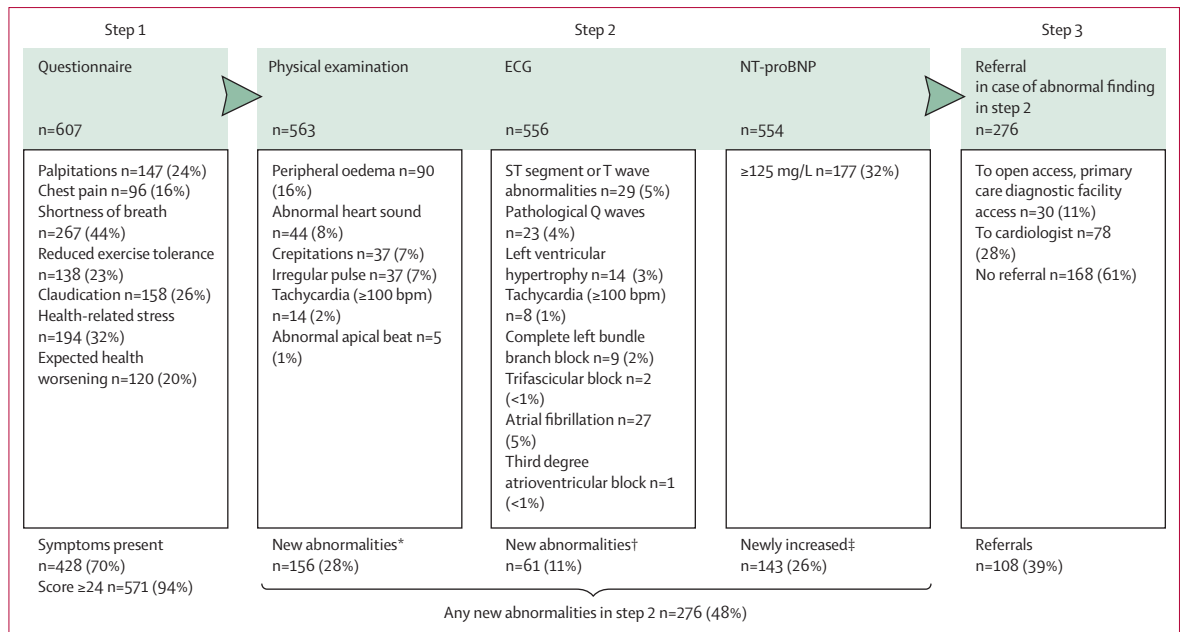 Step 1
Step 2
Step 3
Questionnaire
n=607
Physical examination
n=563
ECG
n=556
NT-proBNP
n=554
Referral
in case of abnormal finding
in step 2
n=276
Palpitations n=147 (24%)
Chest pain n=96 (16%)
Shortness of breath
n=267 (44%)
Reduced exercise tolerance
n=138 (23%)
Claudication n=158 (26%)
Health-related stress
n=194 (32%)
Expected health
worsening n=120 (20%)
Peripheral oedema n=90
(16%)
Abnormal heart sound
n=44 (8%)
Crepitations n=37 (7%)
Irregular pulse n=37 (7%)
Tachycardia (≥100 bpm)
n=14 (2%)
Abnormal apical beat n=5
(1%)
ST segment or T wave
abnormalities n=29 (5%)
Pathological Q waves
n=23 (4%)
Left ventricular
hypertrophy n=14 (3%)
Tachycardia (≥100 bpm)
n=8 (1%)
Complete left bundle
branch block n=9 (2%)
Trifascicular block n=2
(<1%)
Atrial fibrillation n=27
(5%)
Third degree
atrioventricular block n=1
(<1%)
≥125 mg/L n=177 (32%)
To open access, primary
care diagnostic facility
access n=30 (11%)
To cardiologist n=78
(28%)
No referral n=168 (61%)
Symptoms present
n=428 (70%)
Score ≥24 n=571 (94%)
New abnormalities*
n=156 (28%)
New abnormalities†
n=61 (11%)
Newly increased‡
n=143 (26%)
Referrals
n=108 (39%)
Any new abnormalities in step 2 n=276 (48%)